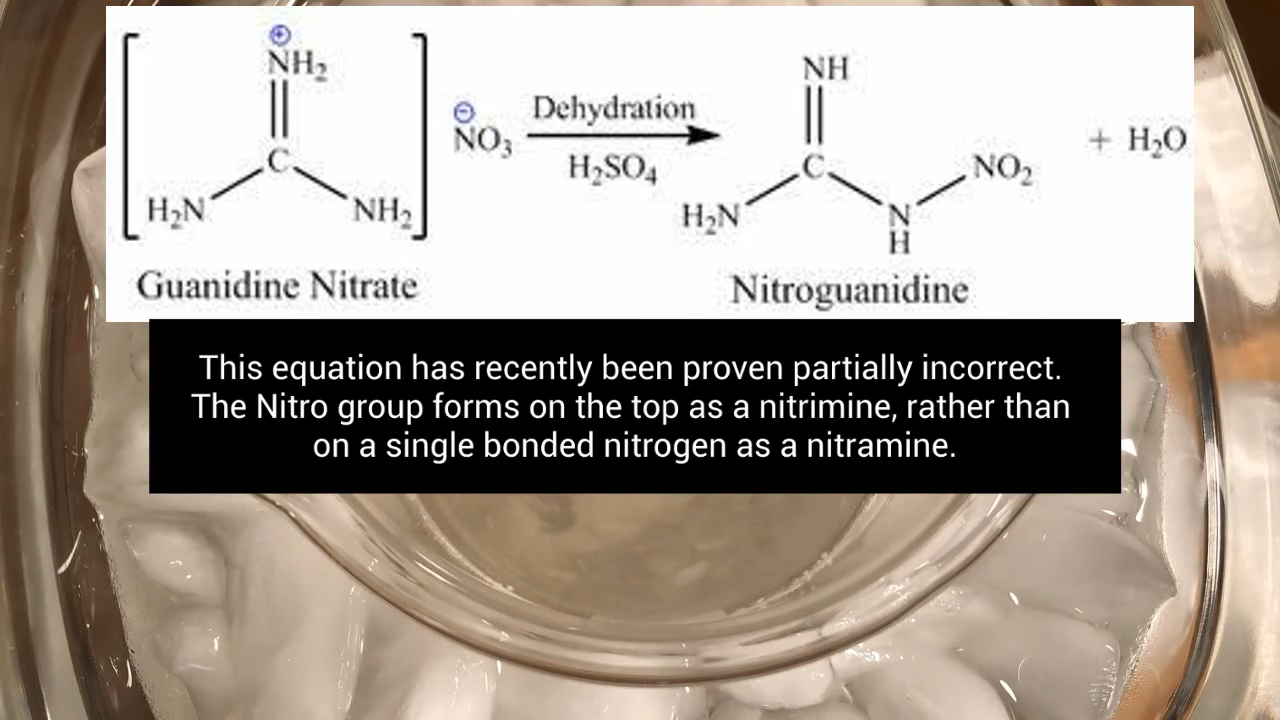 ⊕
NH₂
‖
C
H₂N NH₂
⊖
NO₃
Dehydration
H₂SO₄
NH
‖
C
H₂N
N
H
NO₂
+ H₂O
Guanidine Nitrate
Nitroguanidine
This equation has recently been proven partially incorrect.
The Nitro group forms on the top as a nitrimine, rather than
on a single bonded nitrogen as a nitramine.